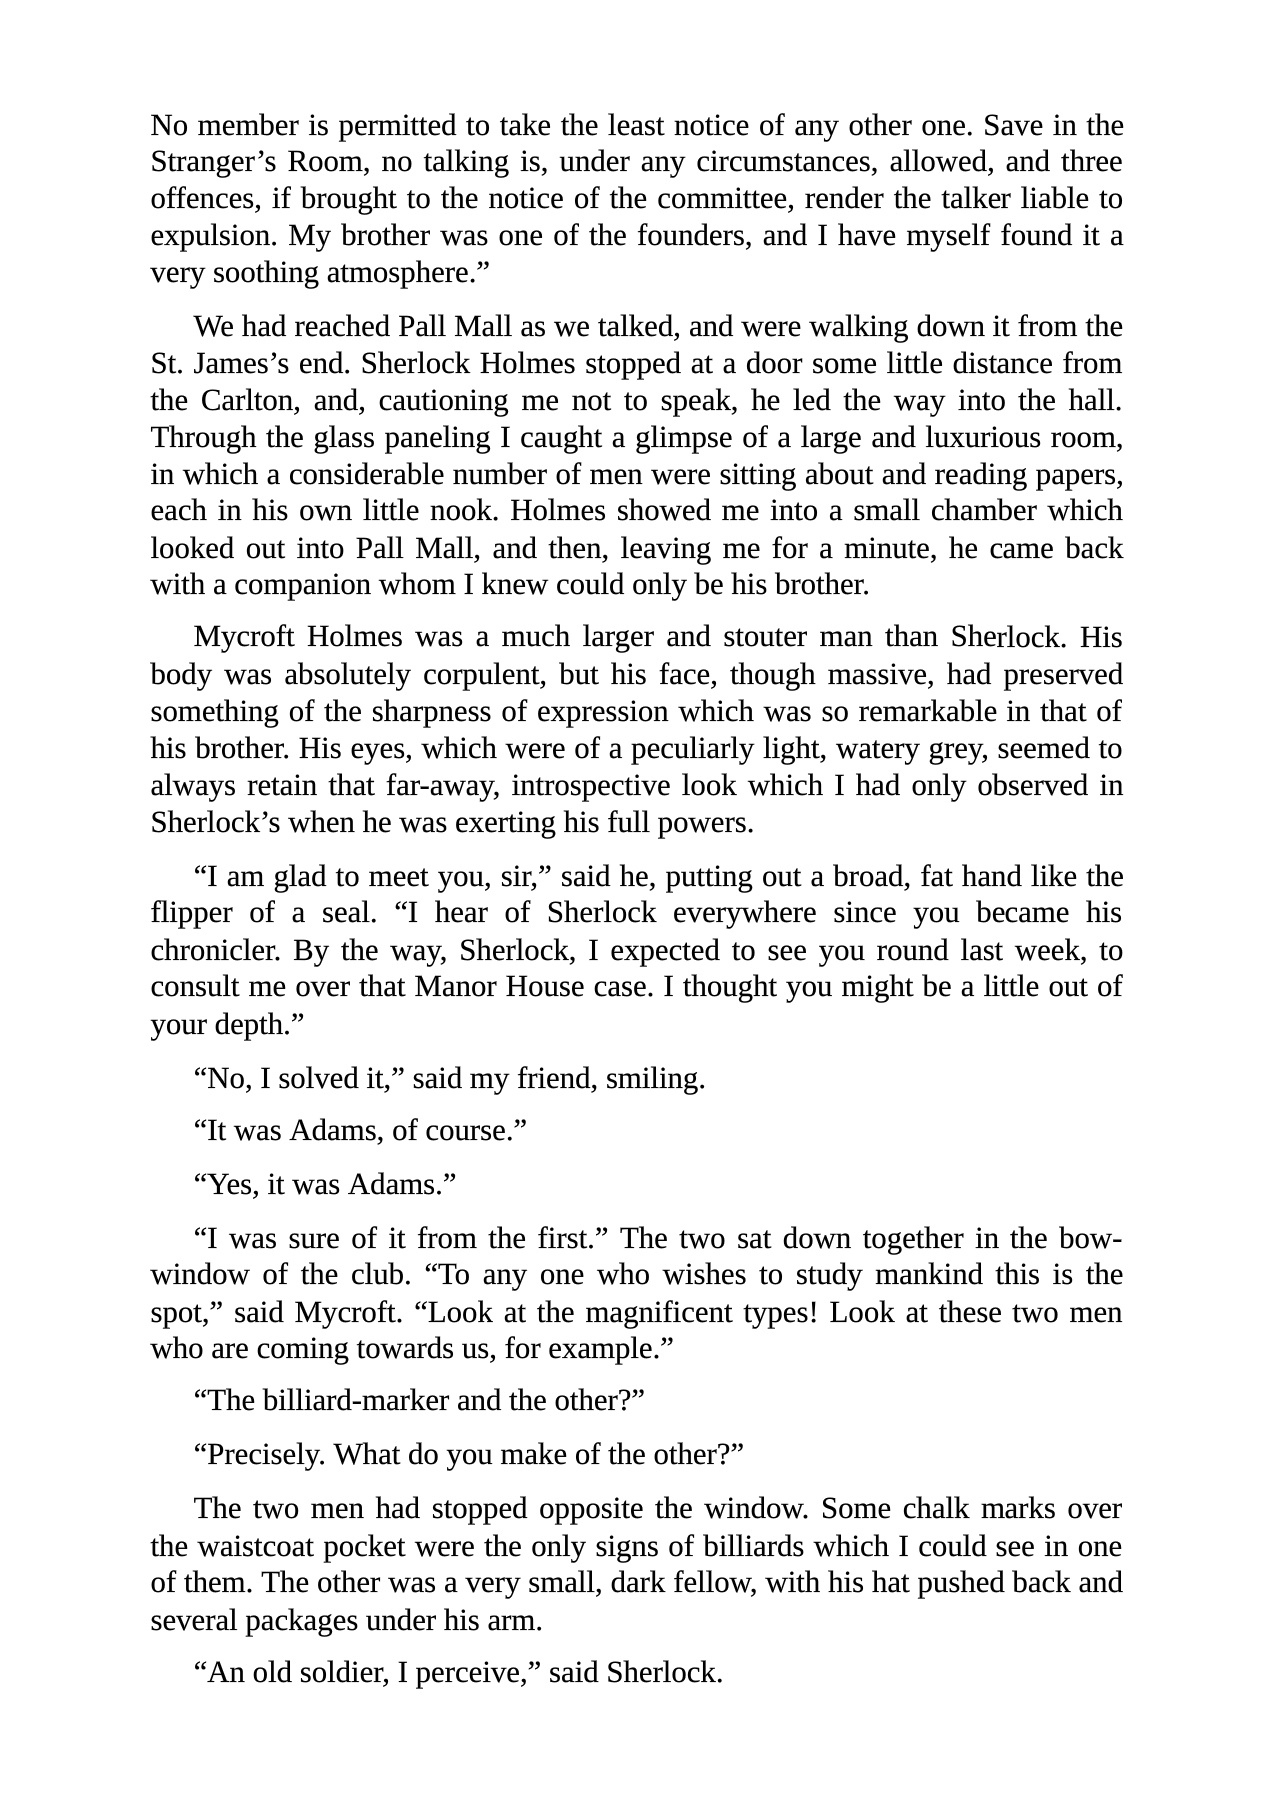 No member is permitted to take the least notice of any other one. Save in the
Stranger’s Room, no talking is, under any circumstances, allowed, and three
offences, if brought to the notice of the committee, render the talker liable to
expulsion. My brother was one of the founders, and I have myself found it a
very soothing atmosphere.”
We had reached Pall Mall as we talked, and were walking down it from the
St. James’s end. Sherlock Holmes stopped at a door some little distance from
the Carlton, and, cautioning me not to speak, he led the way into the hall.
Through the glass paneling I caught a glimpse of a large and luxurious room,
in which a considerable number of men were sitting about and reading papers,
each in his own little nook. Holmes showed me into a small chamber which
looked out into Pall Mall, and then, leaving me for a minute, he came back
with a companion whom I knew could only be his brother.
Mycroft Holmes was a much larger and stouter man than Sherlock. His
body was absolutely corpulent, but his face, though massive, had preserved
something of the sharpness of expression which was so remarkable in that of
his brother. His eyes, which were of a peculiarly light, watery grey, seemed to
always retain that far-away, introspective look which I had only observed in
Sherlock’s when he was exerting his full powers.
“I am glad to meet you, sir,” said he, putting out a broad, fat hand like the
flipper of a seal. “I hear of Sherlock everywhere since you became his
chronicler. By the way, Sherlock, I expected to see you round last week, to
consult me over that Manor House case. I thought you might be a little out of
your depth.”
“No, I solved it,” said my friend, smiling.
“It was Adams, of course.”
“Yes, it was Adams.”
“I was sure of it from the first.” The two sat down together in the bow-
window of the club. “To any one who wishes to study mankind this is the
spot,” said Mycroft. “Look at the magnificent types! Look at these two men
who are coming towards us, for example.”
“The billiard-marker and the other?”
“Precisely. What do you make of the other?”
The two men had stopped opposite the window. Some chalk marks over
the waistcoat pocket were the only signs of billiards which I could see in one
of them. The other was a very small, dark fellow, with his hat pushed back and
several packages under his arm.
“An old soldier, I perceive,” said Sherlock.